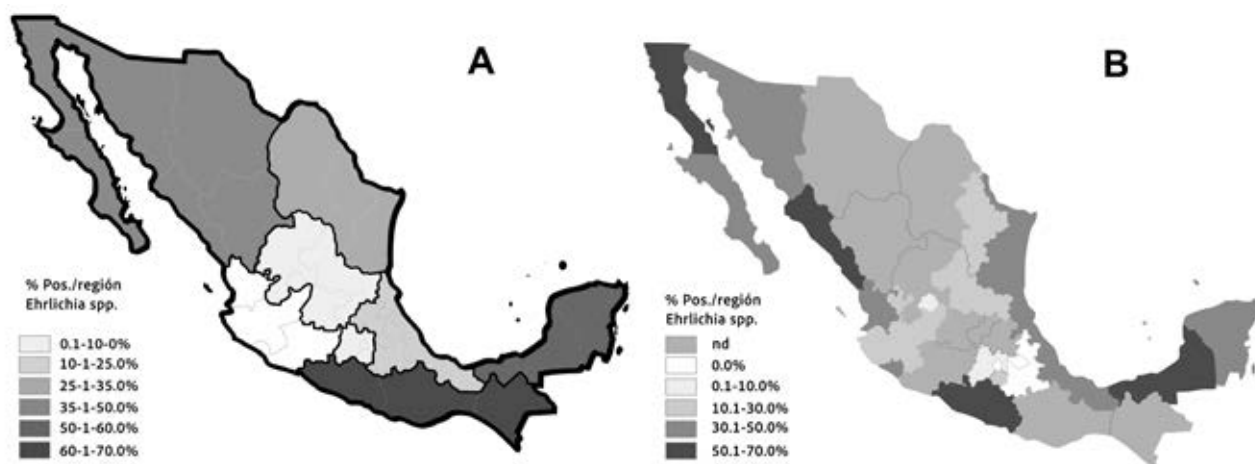 A
% Pos./región
Ehrlichia spp.
0.1-10-0%
10-1-25.0%
25-1-35.0%
35-1-50.0%
50-1-60.0%
60-1-70.0%
B
% Pos./región
Ehrlichia spp.
nd
0.0%
0.1-10.0%
10.1-30.0%
30.1-50.0%
50.1-70.0%